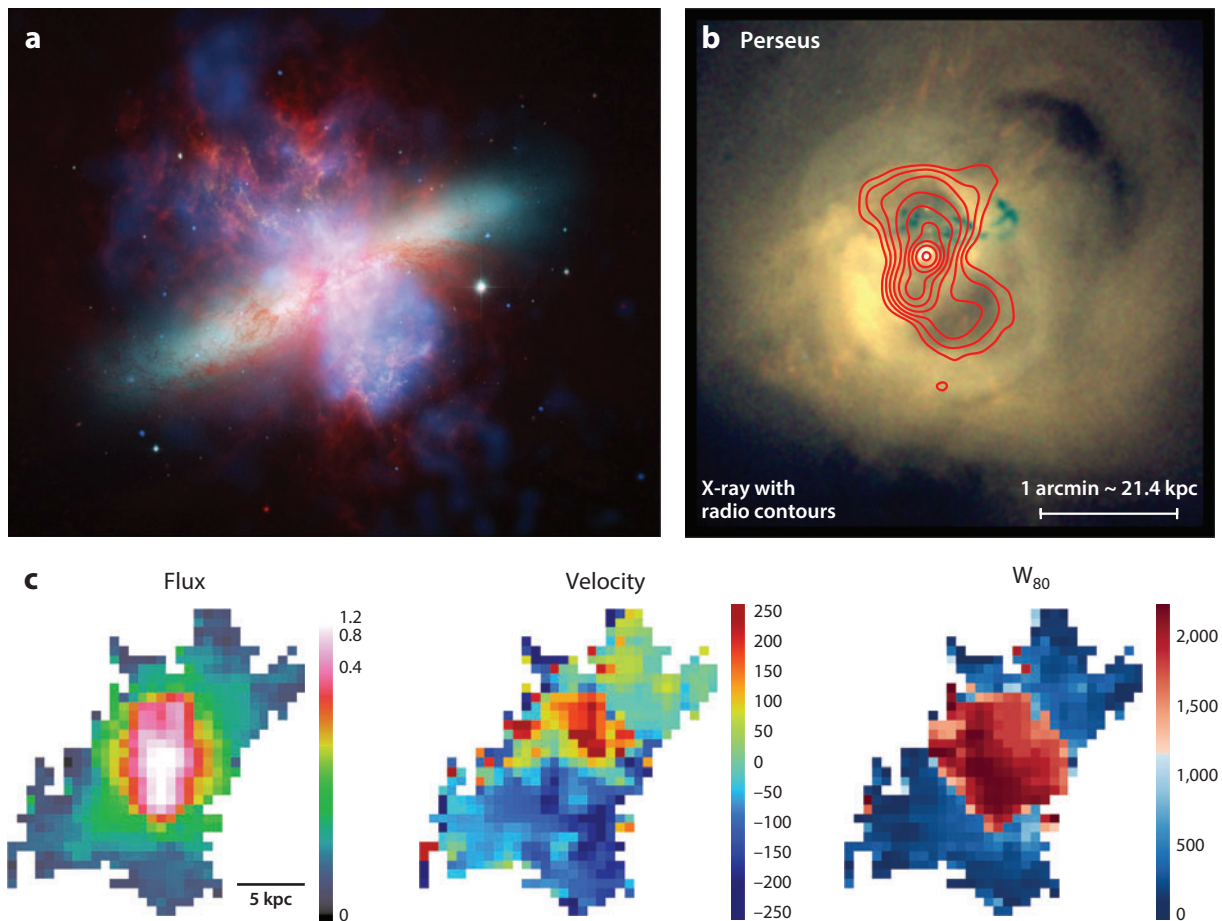 a
b Perseus
X-ray with
radio contours
1 arcmin ~ 21.4 kpc
c
Flux
1.2
0.8
0.4
0
5 kpc
Velocity
250
200
150
100
50
0
−50
−100
−150
−200
−250
W80
2,000
1,500
1,000
500
0